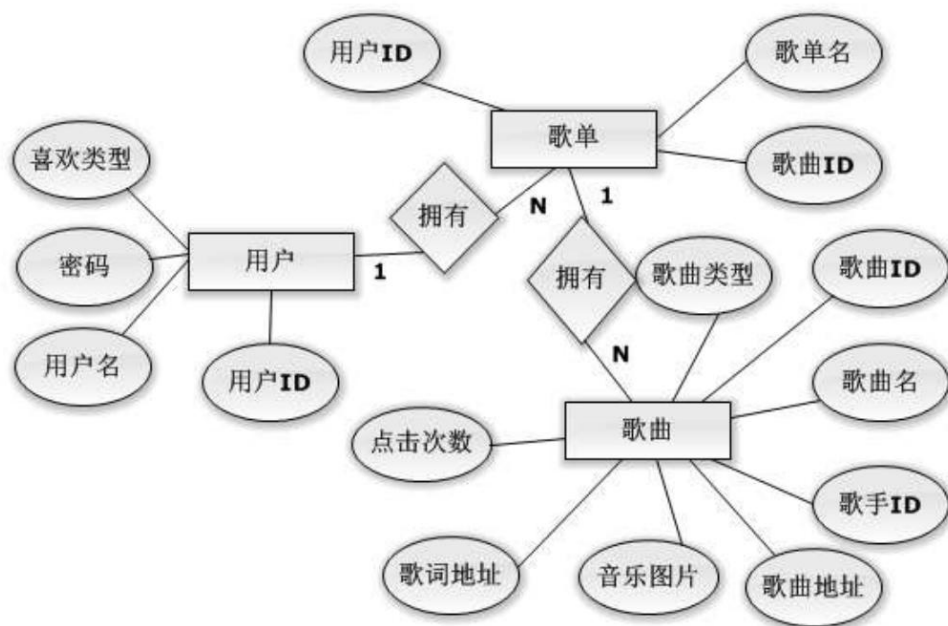 用户ID
歌单名
歌单
歌曲ID
喜欢类型
拥有
N
1
密码
用户
1
拥有
歌曲类型
歌曲ID
用户名
用户ID
N
歌曲名
点击次数
歌曲
歌手ID
歌词地址
音乐图片
歌曲地址